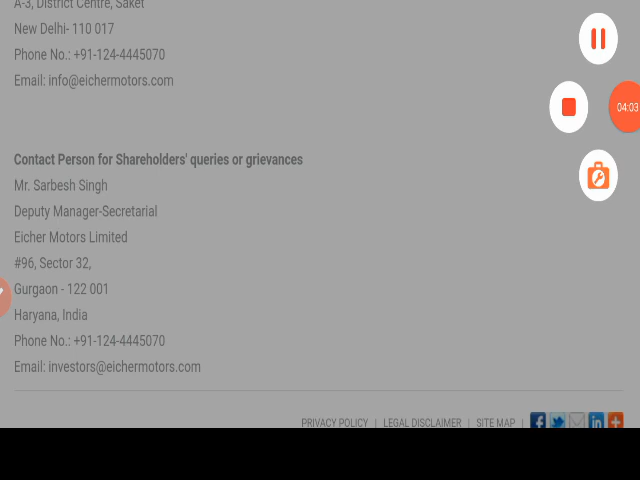 A-3, District Centre, Saket
New Delhi- 110 017
Phone No.: +91-124-4445070
Email: info@eichermotors.com
Contact Person for Shareholders' queries or grievances
Mr. Sarbesh Singh
Deputy Manager-Secretarial
Eicher Motors Limited
#96, Sector 32,
Gurgaon - 122 001
Haryana, India
Phone No.: +91-124-4445070
Email: investors@eichermotors.com
PRIVACY POLICY | LEGAL DISCLAIMER | SITE MAP |
04:03